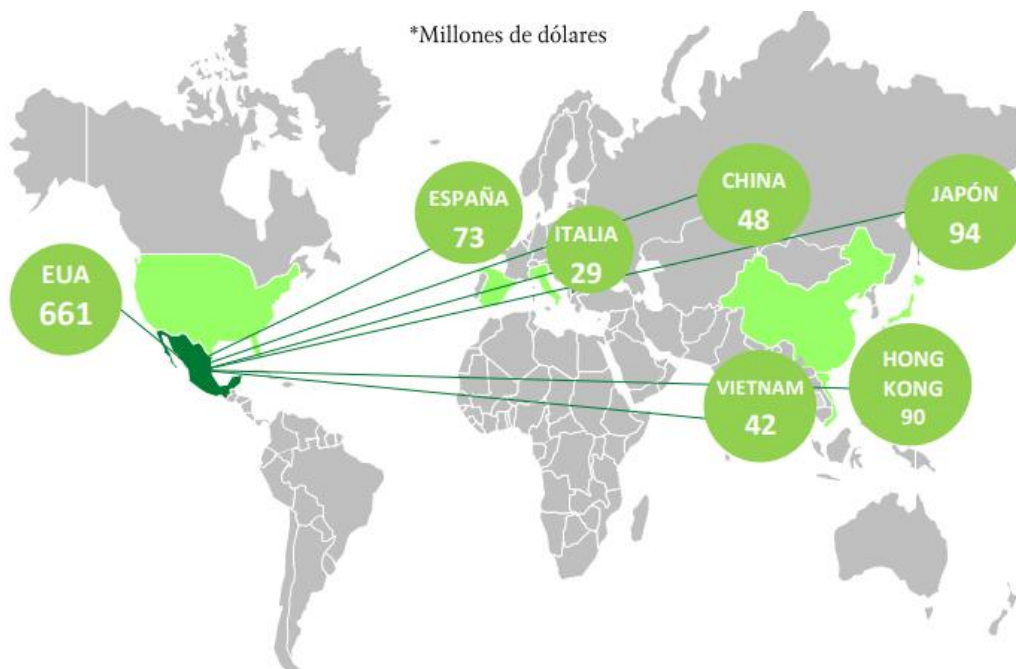 *Millones de dólares
EUA
661
ESPAÑA
73
ITALIA
29
CHINA
48
JAPÓN
94
VIETNAM
42
HONG
KONG
90